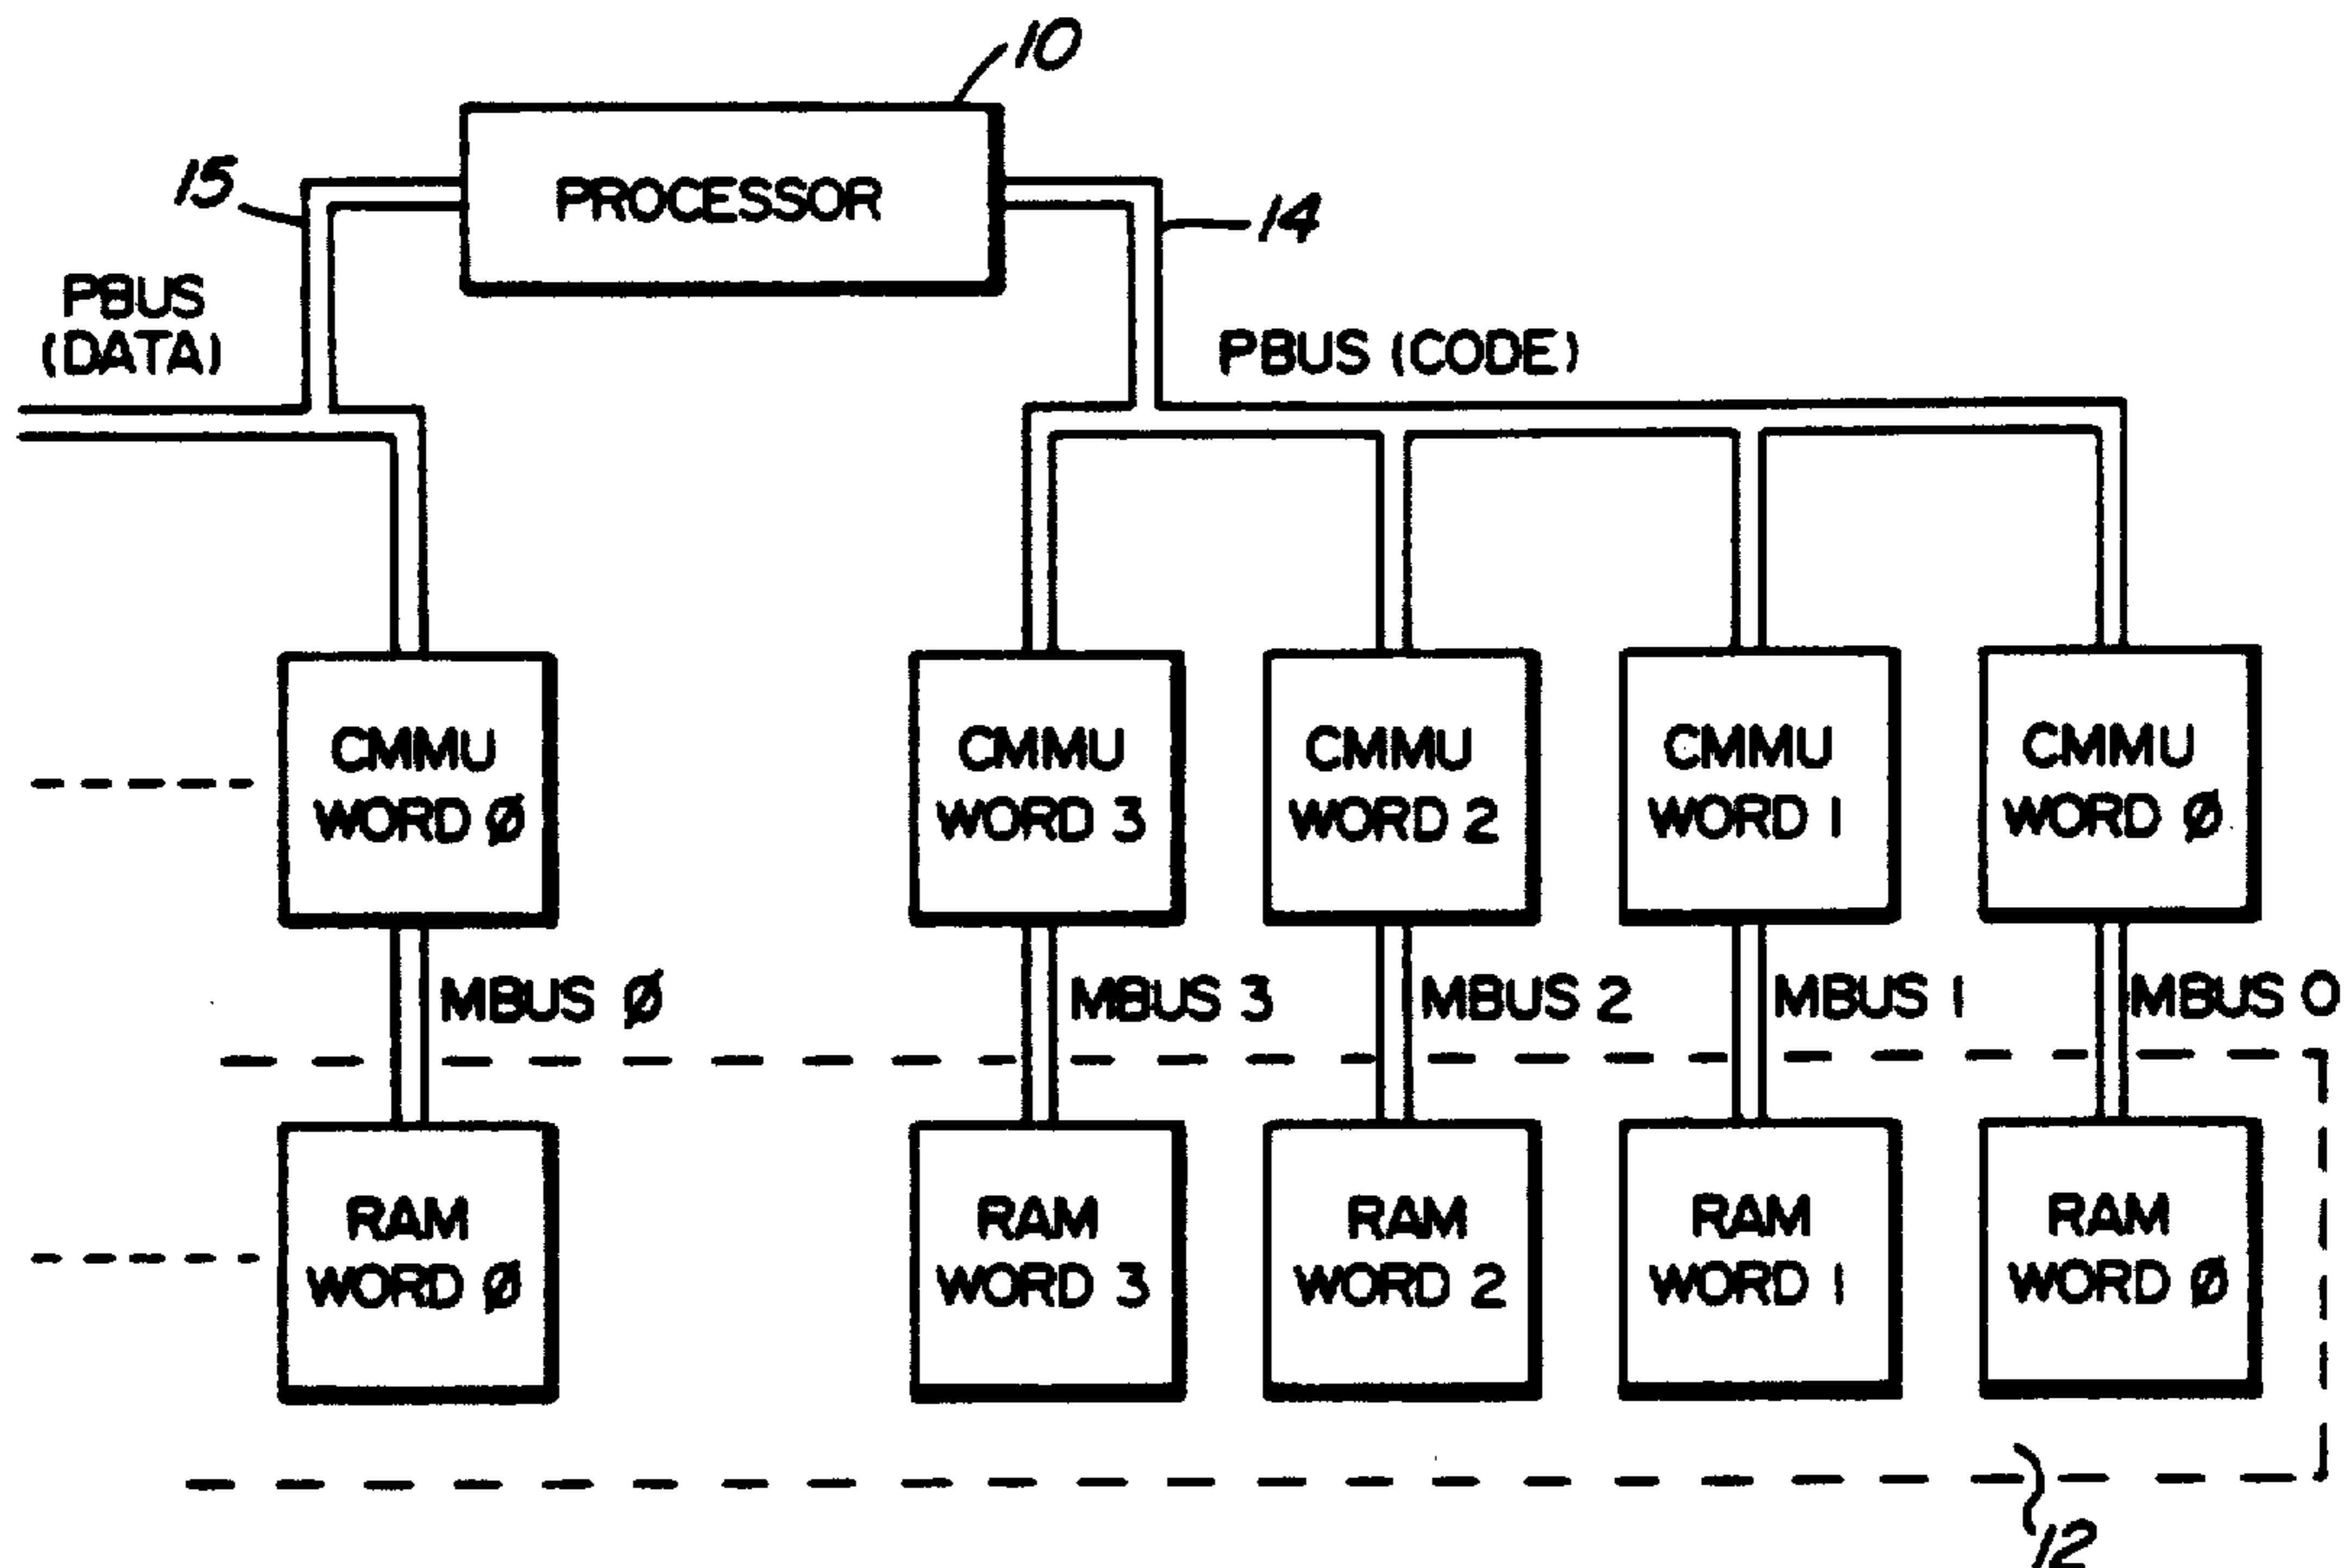 10
PROCESSOR
15
14
PBUS
(DATA)
PBUS (CODE)
CMMU
WORD Ø
CMMU
WORD 3
CMMU
WORD 2
CMMU
WORD 1
CMMU
WORD Ø
MBUS Ø
MBUS 3
MBUS 2
MBUS 1
MBUS O
RAM
WORD Ø
RAM
WORD 3
RAM
WORD 2
RAM
WORD 1
RAM
WORD Ø
12